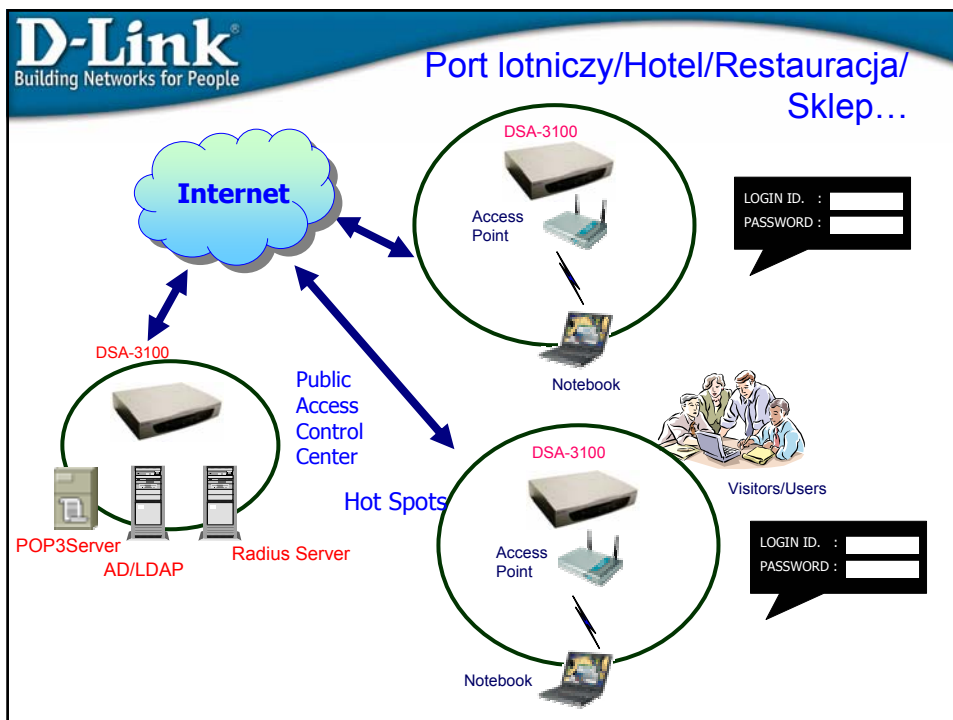 D-Link®
Building Networks for People
Port lotniczy/Hotel/Restauracja/
Sklep…
DSA-3100
Internet
Access
Point
LOGIN ID. :
PASSWORD :
Notebook
DSA-3100
Public
Access
Control
Center
Hot Spots
POP3Server
AD/LDAP
Radius Server
DSA-3100
Visitors/Users
Access
Point
LOGIN ID. :
PASSWORD :
Notebook